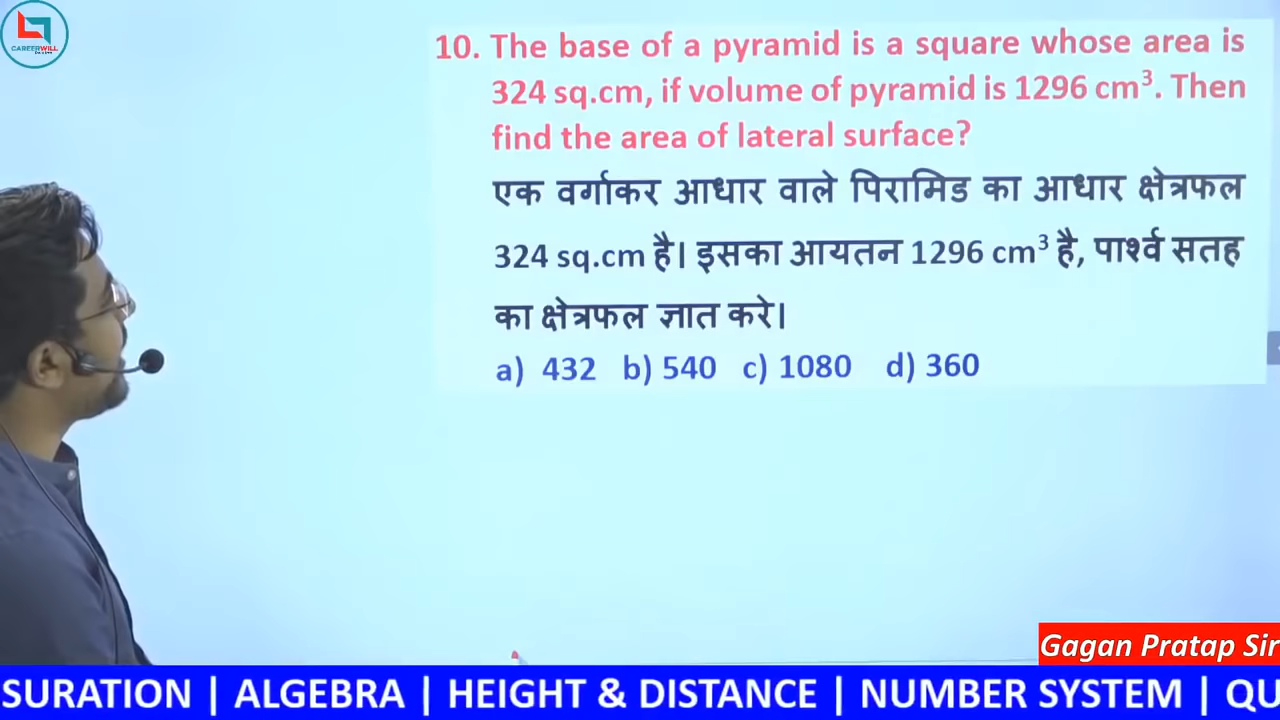 CAREERWILL
10. The base of a pyramid is a square whose area is
324 sq.cm, if volume of pyramid is 1296 cm³. Then
find the area of lateral surface?
एक वर्गाकर आधार वाले पिरामिड का आधार क्षेत्रफल
324 sq.cm है। इसका आयतन 1296 cm³ है, पार्श्व सतह
का क्षेत्रफल ज्ञात करे।
a) 432 b) 540 c) 1080 d) 360
Gagan Pratap Sir
SURATION | ALGEBRA | HEIGHT & DISTANCE | NUMBER SYSTEM | QU